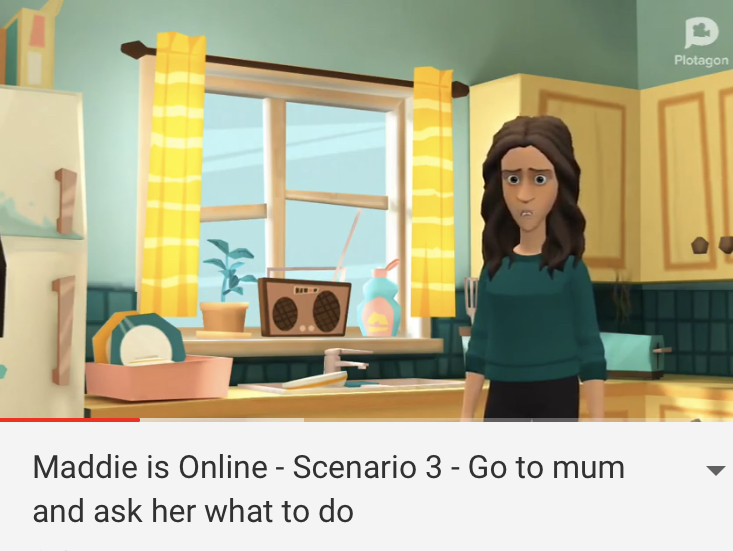 Plotagon
Maddie is Online - Scenario 3 - Go to mum
and ask her what to do